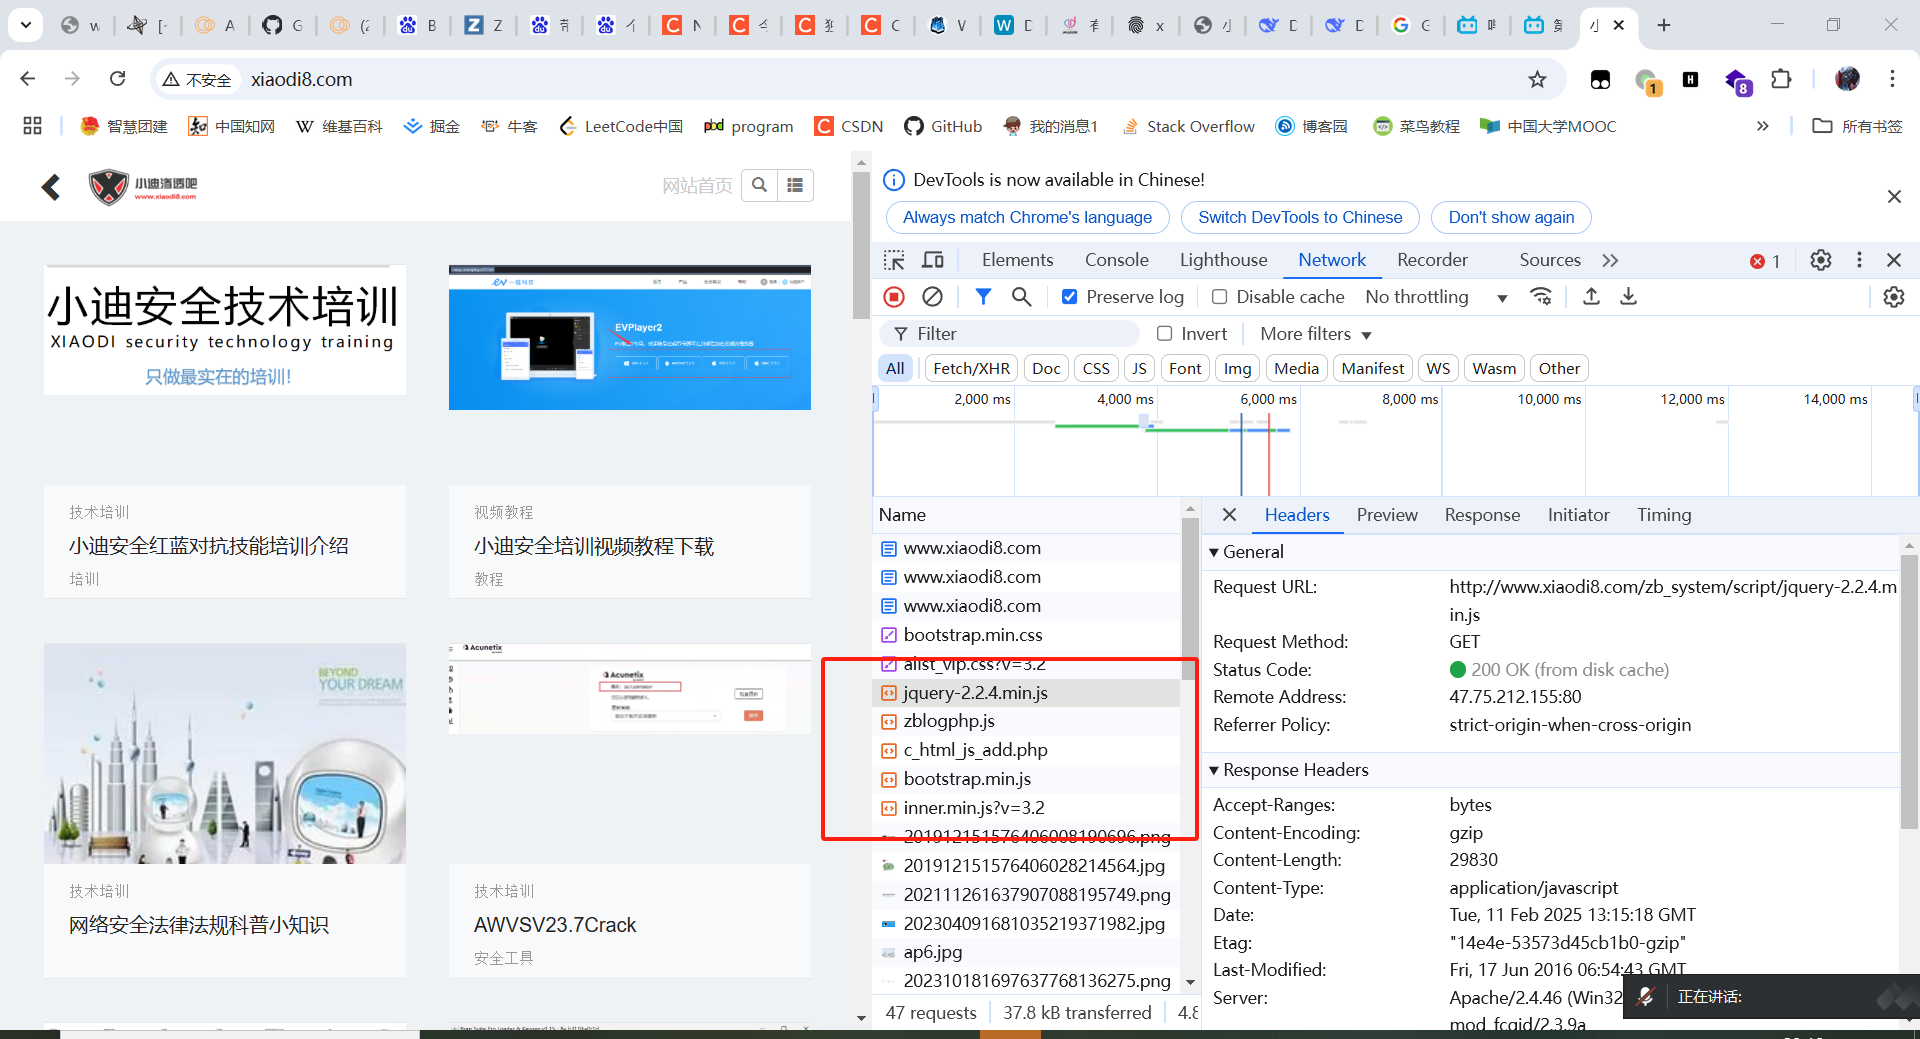 不安全 xiaodi8.com
1
8
智慧团建 中国知网 维基百科 掘金 牛客 LeetCode中国 program CSDN GitHub 我的消息1 Stack Overflow 博客园 菜鸟教程 中国大学MOOC 所有书签
小迪渗透吧
www.xiaodi8.com
网站首页
小迪安全技术培训
XIAODI security technology training
只做最实在的培训!
技术培训
小迪安全红蓝对抗技能培训介绍
培训
EVPlayer2
视频教程
小迪安全培训视频教程下载
教程
BEYOND
YOUR DREAM
技术培训
网络安全法律法规科普小知识
Acunetix
Acunetix
技术培训
AWVSV23.7Crack
安全工具
DevTools is now available in Chinese!
Always match Chrome's language Switch DevTools to Chinese Don't show again
Elements Console Lighthouse Network Recorder Sources 1
Preserve log Disable cache No throttling
Filter Invert More filters
All Fetch/XHR Doc CSS JS Font Img Media Manifest WS Wasm Other
2,000 ms 4,000 ms 6,000 ms 8,000 ms 10,000 ms 12,000 ms 14,000 ms
Name
www.xiaodi8.com
www.xiaodi8.com
www.xiaodi8.com
bootstrap.min.css
alist_vip.css?v=3.2
jquery-2.2.4.min.js
zblogphp.js
c_html_js_add.php
bootstrap.min.js
inner.min.js?v=3.2
201912151576406008190696.png
201912151576406028214564.jpg
202111261637907088195749.png
202304091681035219371982.jpg
ap6.jpg
202310181697637768136275.png
47 requests 37.8 kB transferred 4.8
Headers Preview Response Initiator Timing
General
Request URL: http://www.xiaodi8.com/zb_system/script/jquery-2.2.4.m
in.js
Request Method: GET
Status Code: 200 OK (from disk cache)
Remote Address: 47.75.212.155:80
Referrer Policy: strict-origin-when-cross-origin
Response Headers
Accept-Ranges: bytes
Content-Encoding: gzip
Content-Length: 29830
Content-Type: application/javascript
Date: Tue, 11 Feb 2025 13:15:18 GMT
Etag: "14e4e-53573d45cb1b0-gzip"
Last-Modified: Fri, 17 Jun 2016 06:54:43 GMT
Server: Apache/2.4.46 (Win32
mod_fcgid/2.3.9a
正在讲话: